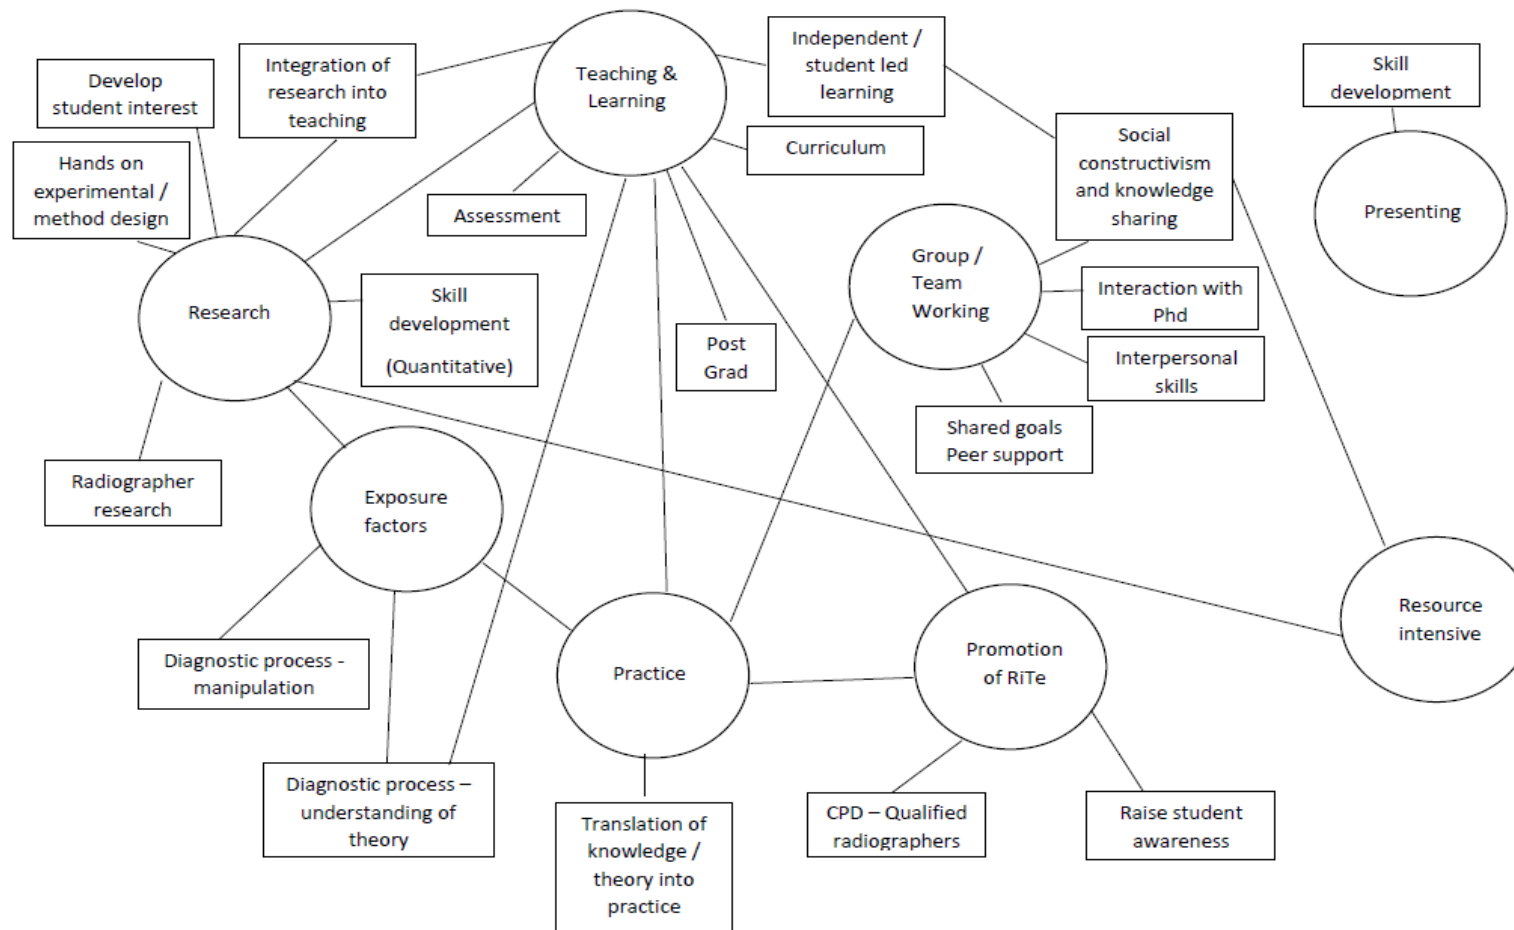 Develop
student interest
Integration of
research into
teaching
Teaching &
Learning
Independent /
student led
learning
Skill
development
Hands on
experimental /
method design
Assessment
Curriculum
Social
constructivism
and knowledge
sharing
Presenting
Research
Skill
development
(Quantitative)
Post
Grad
Group /
Team
Working
Interaction with
Phd
Interpersonal
skills
Shared goals
Peer support
Radiographer
research
Exposure
factors
Resource
intensive
Diagnostic process -
manipulation
Practice
Promotion
of RiTe
Diagnostic process –
understanding of
theory
Translation of
knowledge /
theory into
practice
CPD – Qualified
radiographers
Raise student
awareness